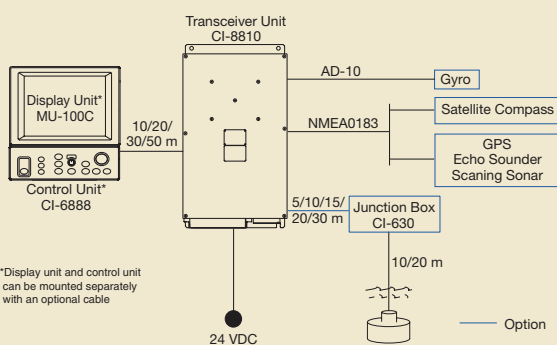 Transceiver Unit
CI-8810
AD-10
Gyro
Display Unit*
MU-100C
10/20/
30/50 m
NMEA0183
Satellite Compass
GPS
Echo Sounder
Scaning Sonar
Control Unit*
CI-6888
5/10/15/
20/30 m
Junction Box
CI-630
10/20 m
*Display unit and control unit
can be mounted separately
with an optional cable
24 VDC
Option